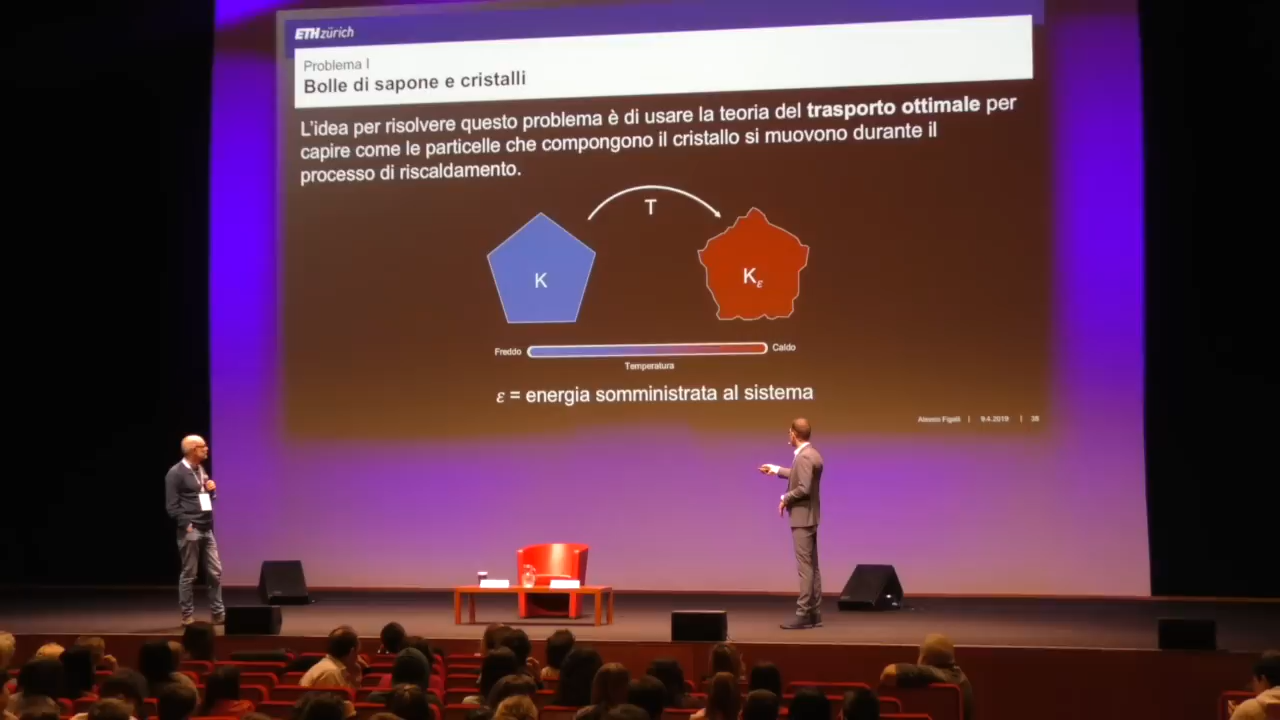 ETH zürich
Problema I
Bolle di sapone e cristalli
L'idea per risolvere questo problema è di usare la teoria del trasporto ottimale per
capire come le particelle che compongono il cristallo si muovono durante il
processo di riscaldamento.
T
K
Kε
Freddo
Caldo
Temperatura
ε = energia somministrata al sistema
Alessio Figalli | 9.4.2019 | 38